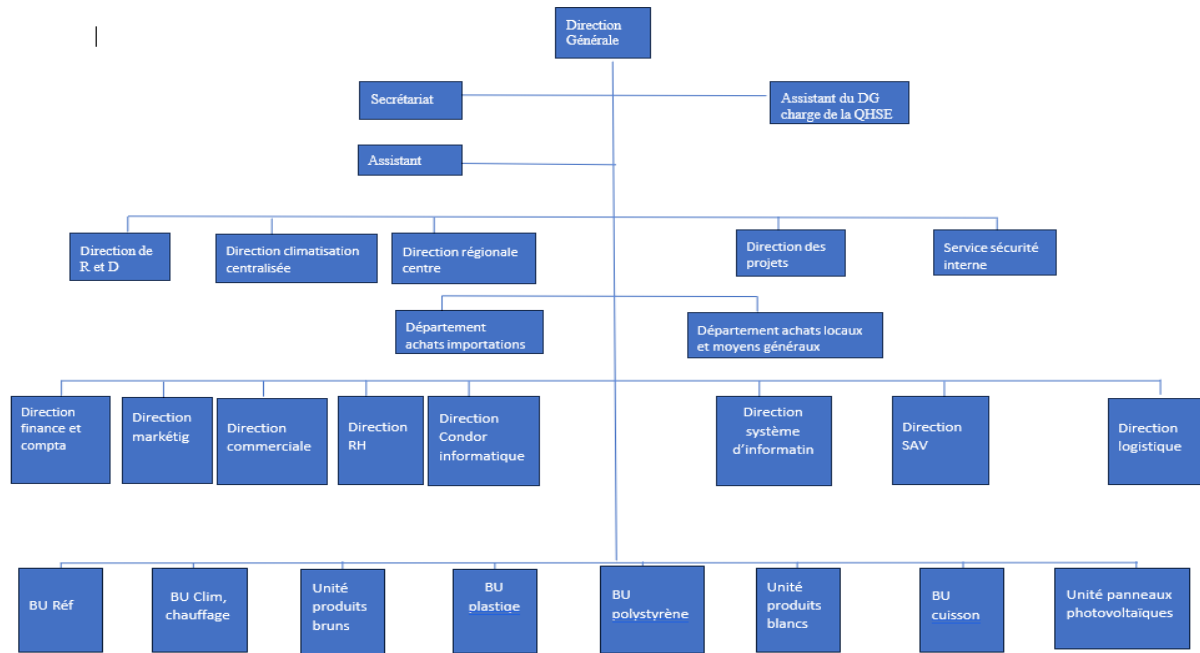 Direction
Générale
Secrétariat
Assistant du DG
charge de la QHSE
Assistant
Direction de
R et D
Direction climatisation
centralisée
Direction régionale
centre
Direction des
projets
Service sécurité
interne
Département
achats importations
Département achats locaux
et moyens généraux
Direction
finance et
compta
Direction
markétig
Direction
commerciale
Direction
RH
Direction
Condor
informatique
Direction
système
d'informatin
Direction
SAV
Direction
logistique
BU Réf
BU Clim,
chauffage
Unité
produits
bruns
BU
plastiqe
BU
polystyrène
Unité
produits
blancs
BU
cuisson
Unité panneaux
photovoltaïques